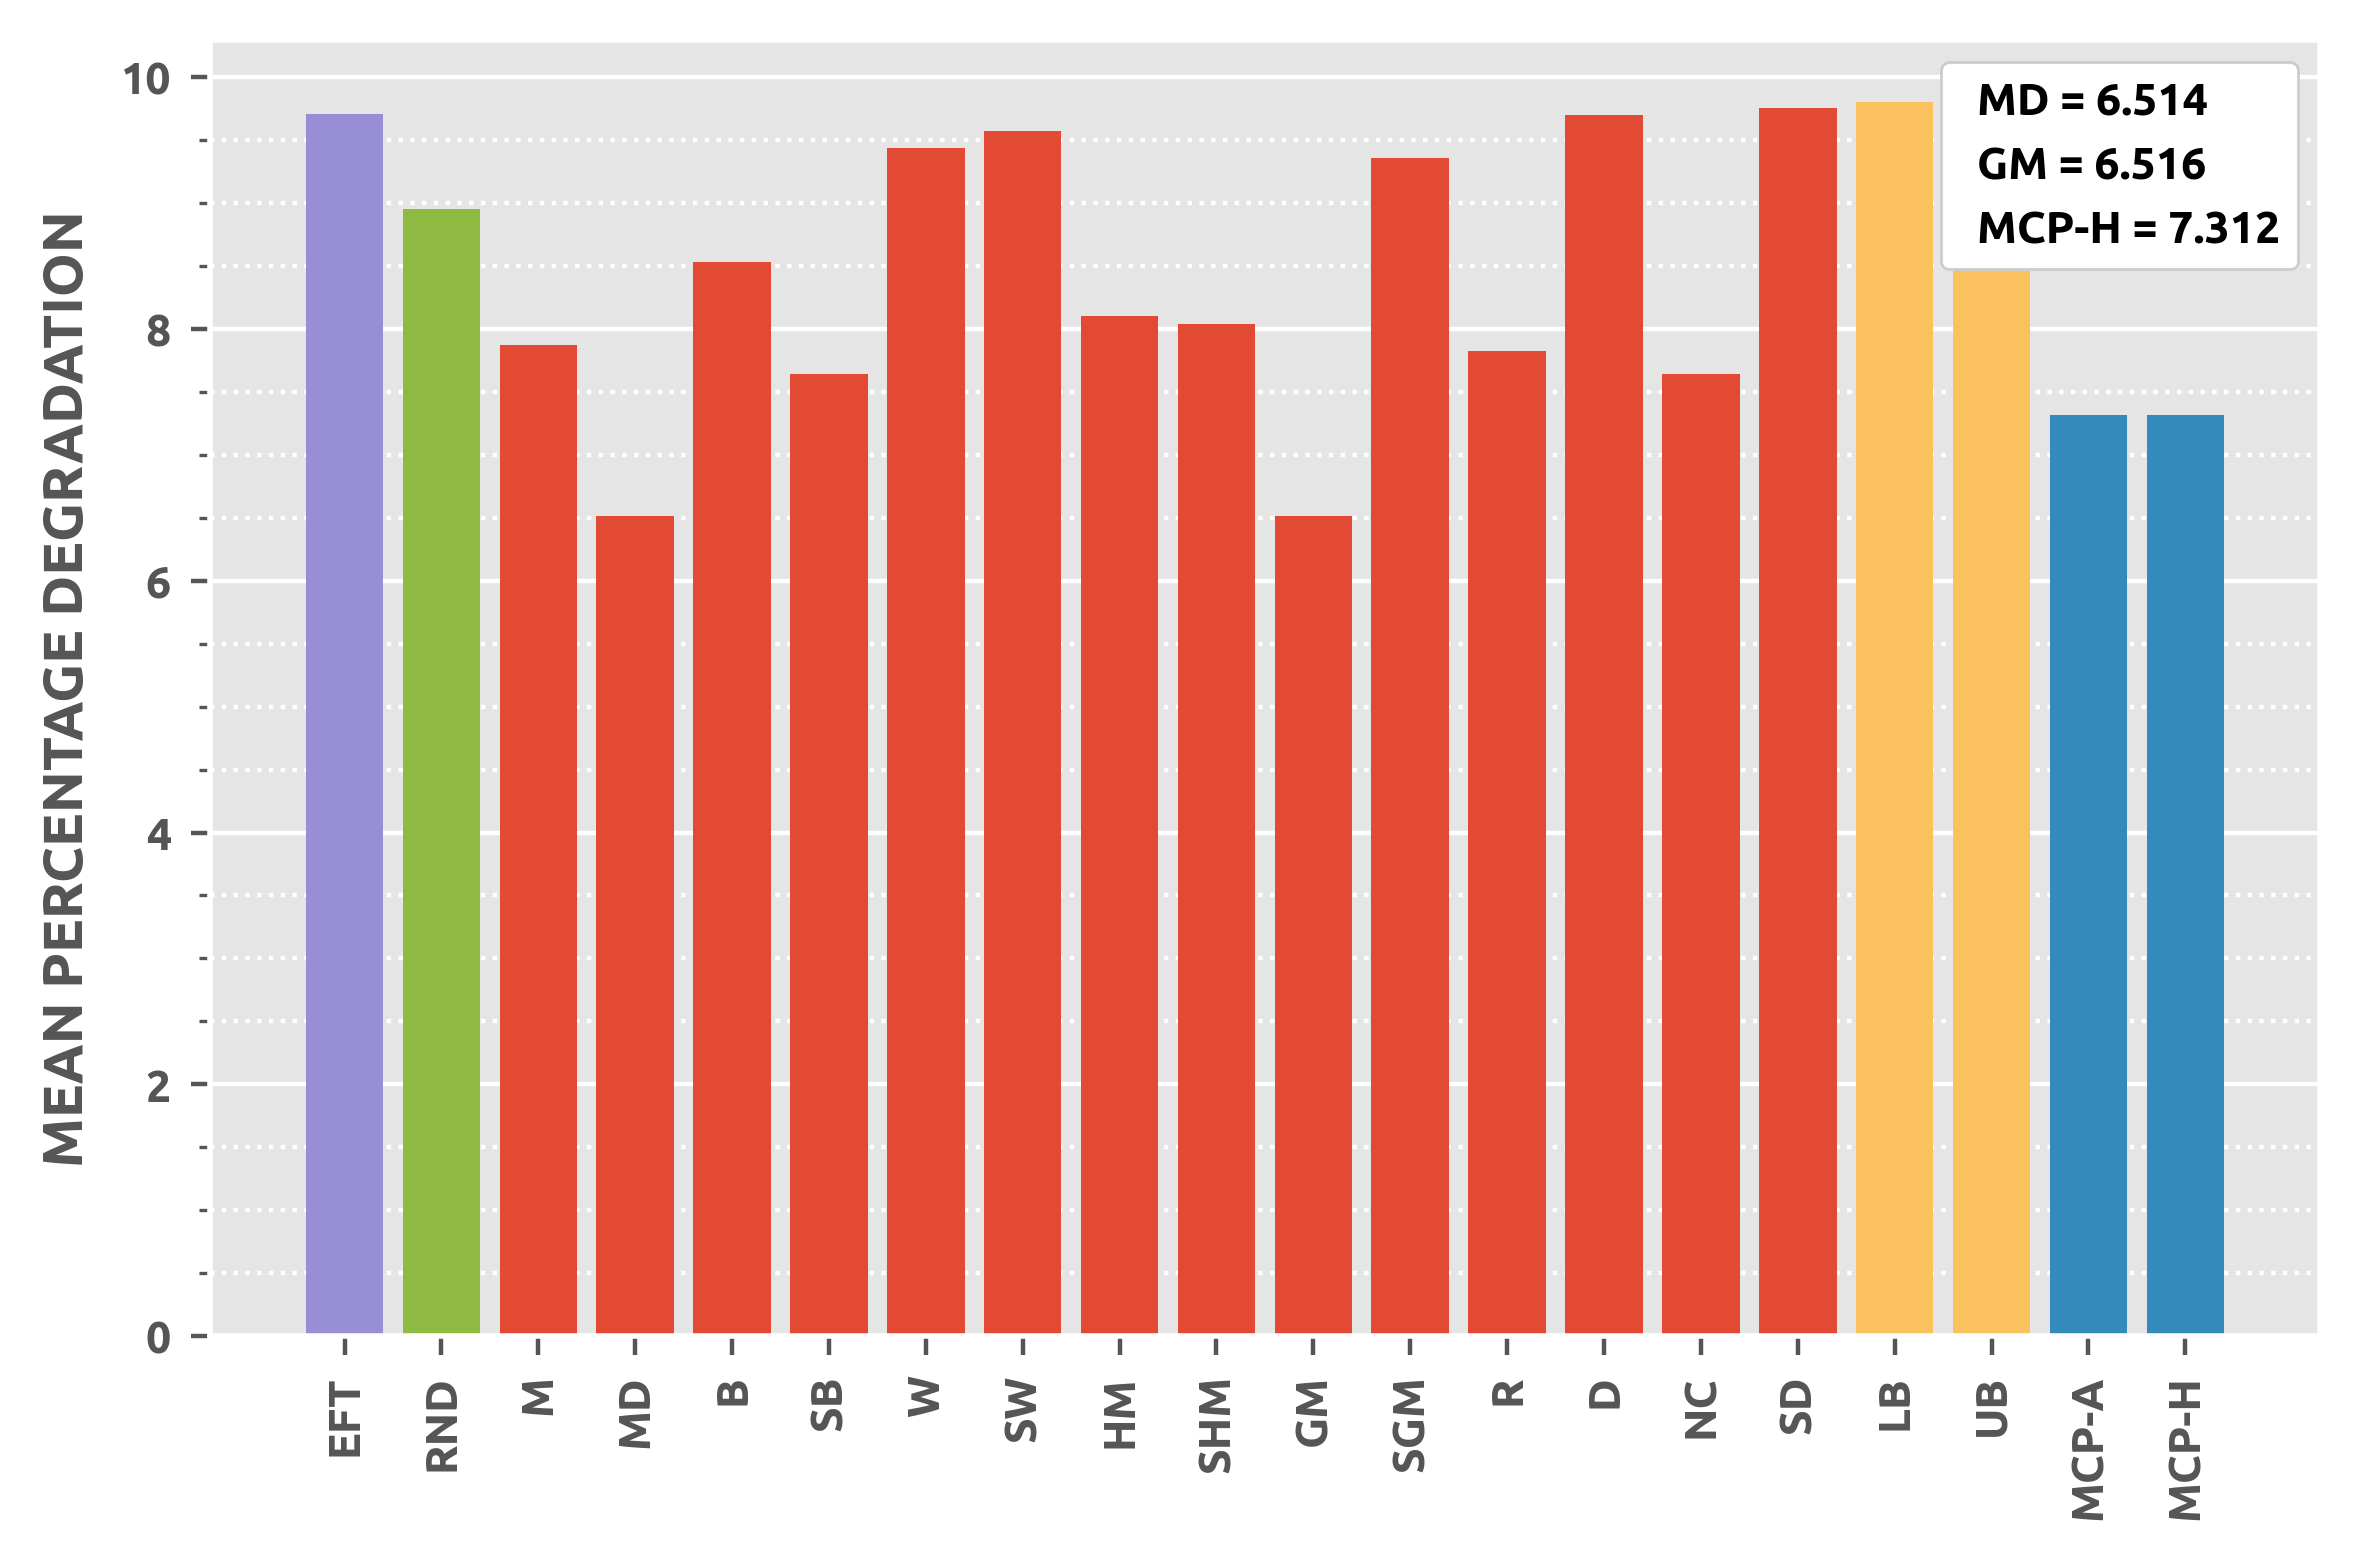 MEAN PERCENTAGE DEGRADATION
10
8
6
4
2
0
MD = 6.514
GM = 6.516
MCP-H = 7.312
EFT
RND
M
MD
B
SB
W
SW
HM
SHM
GM
SGM
R
D
NC
SD
LB
UB
MCP-A
MCP-H